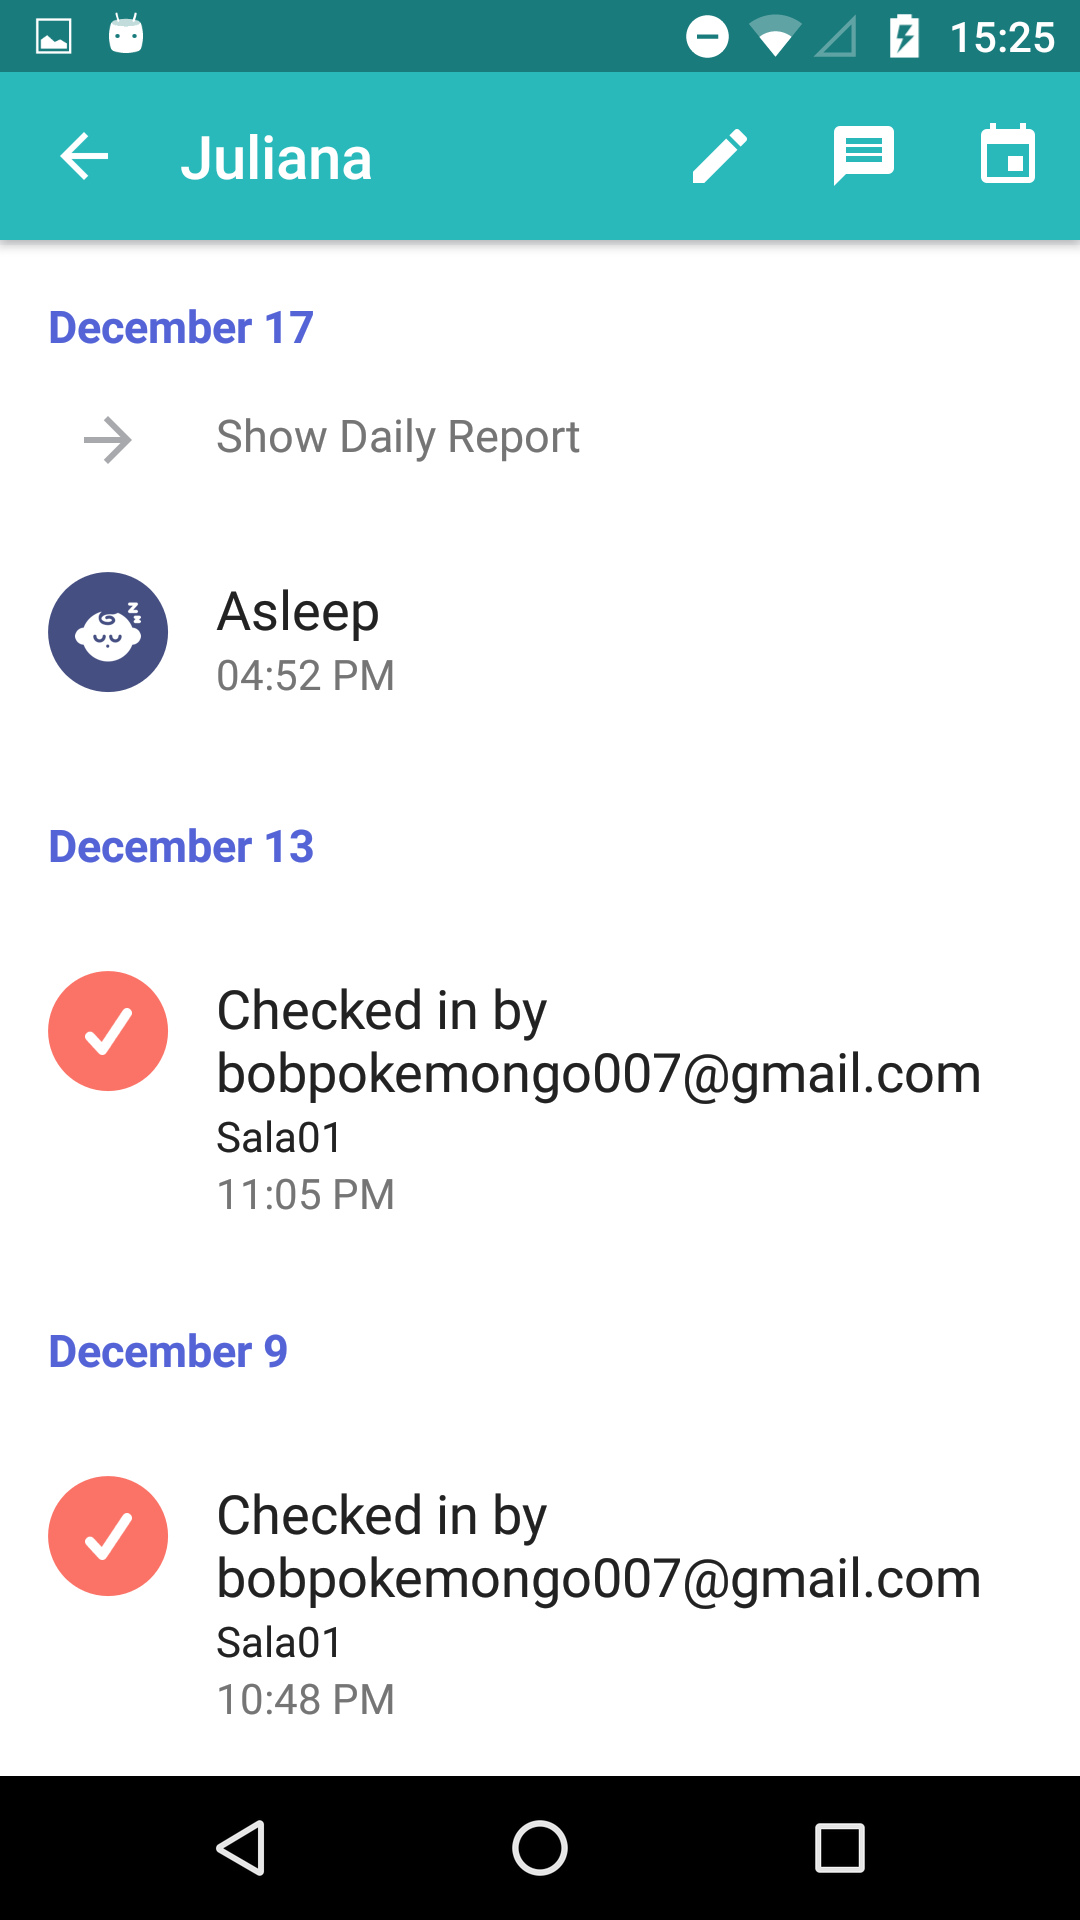 15:25
Juliana
December 17
Show Daily Report
Asleep
04:52 PM
December 13
Checked in by
bobpokemongo007@gmail.com
Sala01
11:05 PM
December 9
Checked in by
bobpokemongo007@gmail.com
Sala01
10:48 PM